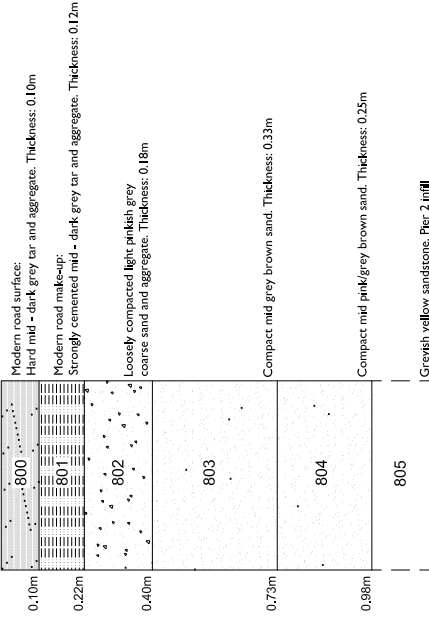 Modern road surface:
Hard mid - dark grey tar and aggregate. Thickness: 0.10m
800
0.10m
Modern road make-up:
Strongly cemented mid - dark grey tar and aggregate. Thickness: 0.12m
801
0.22m
Loosely compacted light pinkish grey
coarse sand and aggregate. Thickness: 0.18m
802
0.40m
Compact mid grey brown sand. Thickness: 0.33m
803
0.73m
Compact mid pink/grey brown sand. Thickness: 0.25m
804
0.98m
Greyish yellow sandstone. Pier 2 infill
805